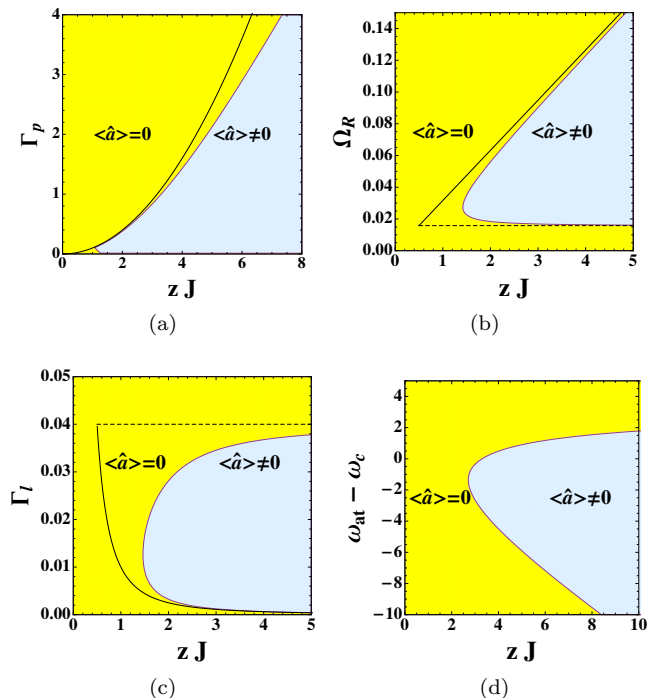 4
3
2
1
0
0 2 4 6 8
Γp
z J
<â>=0
<â>≠0
(a)
0.14
0.12
0.10
0.08
0.06
0.04
0.02
0.00
0 1 2 3 4 5
ΩR
z J
<â>=0
<â>≠0
(b)
0.05
0.04
0.03
0.02
0.01
0.00
0 1 2 3 4 5
Γl
z J
<â>=0
<â>≠0
(c)
4
2
0
−2
−4
−6
−8
−10
0 2 4 6 8 10
ωat − ωc
z J
<â>=0
<â>≠0
(d)